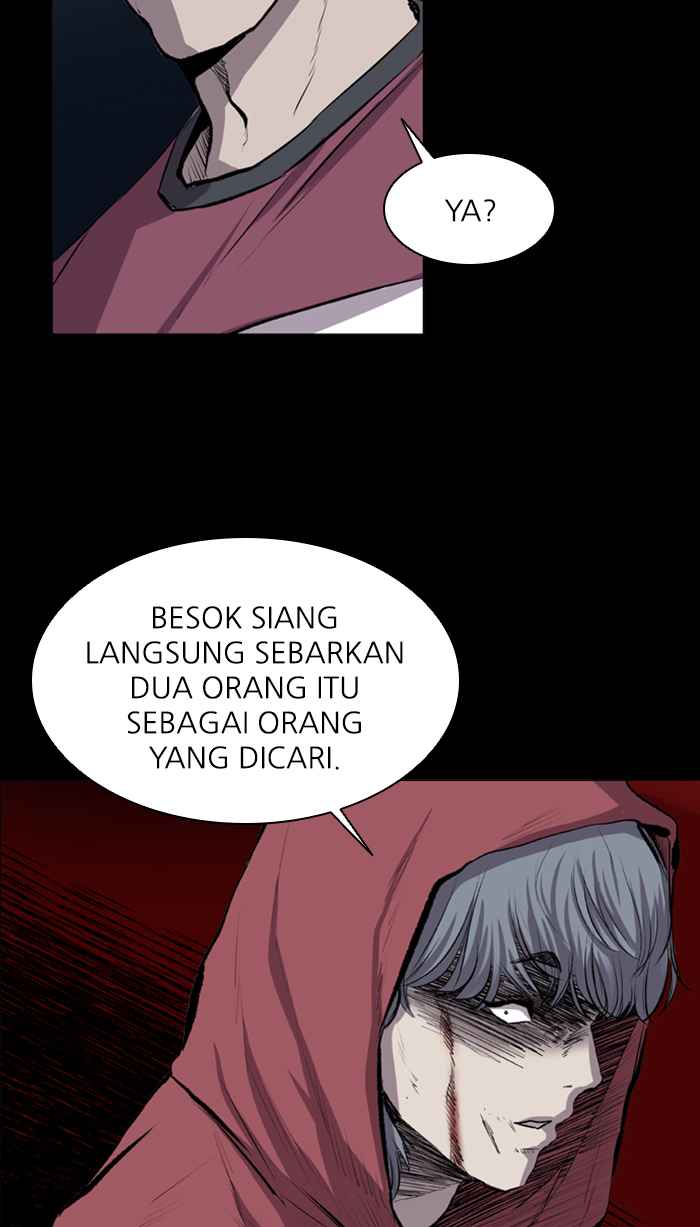 YA?
BESOK SIANG
LANGSUNG SEBARKAN
DUA ORANG ITU
SEBAGAI ORANG
YANG DICARI.